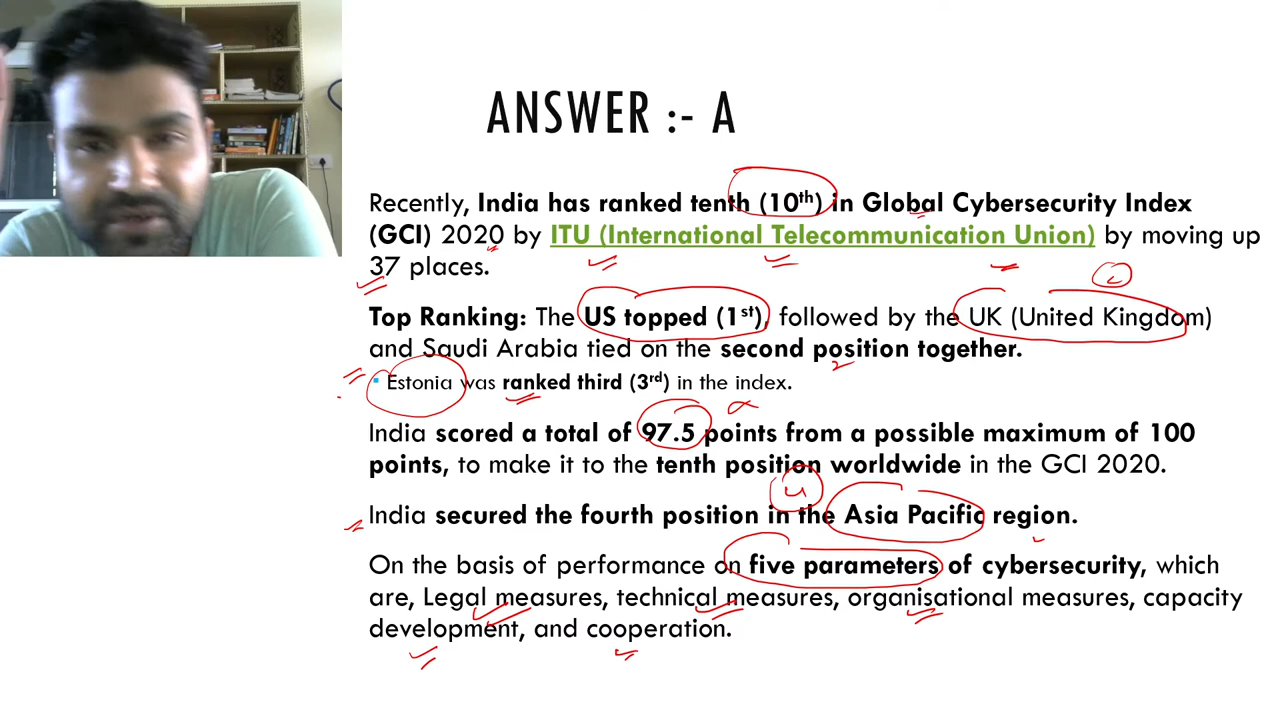 ANSWER :- A
Recently, India has ranked tenth (10th) in Global Cybersecurity Index
(GCI) 2020 by ITU (International Telecommunication Union) by moving up
37 places.
Top Ranking: The US topped (1st), followed by the UK (United Kingdom)
and Saudi Arabia tied on the second position together.
▪ Estonia was ranked third (3rd) in the index.
India scored a total of 97.5 points from a possible maximum of 100
points, to make it to the tenth position worldwide in the GCI 2020.
India secured the fourth position in the Asia Pacific region.
On the basis of performance on five parameters of cybersecurity, which
are, Legal measures, technical measures, organisational measures, capacity
development, and cooperation.